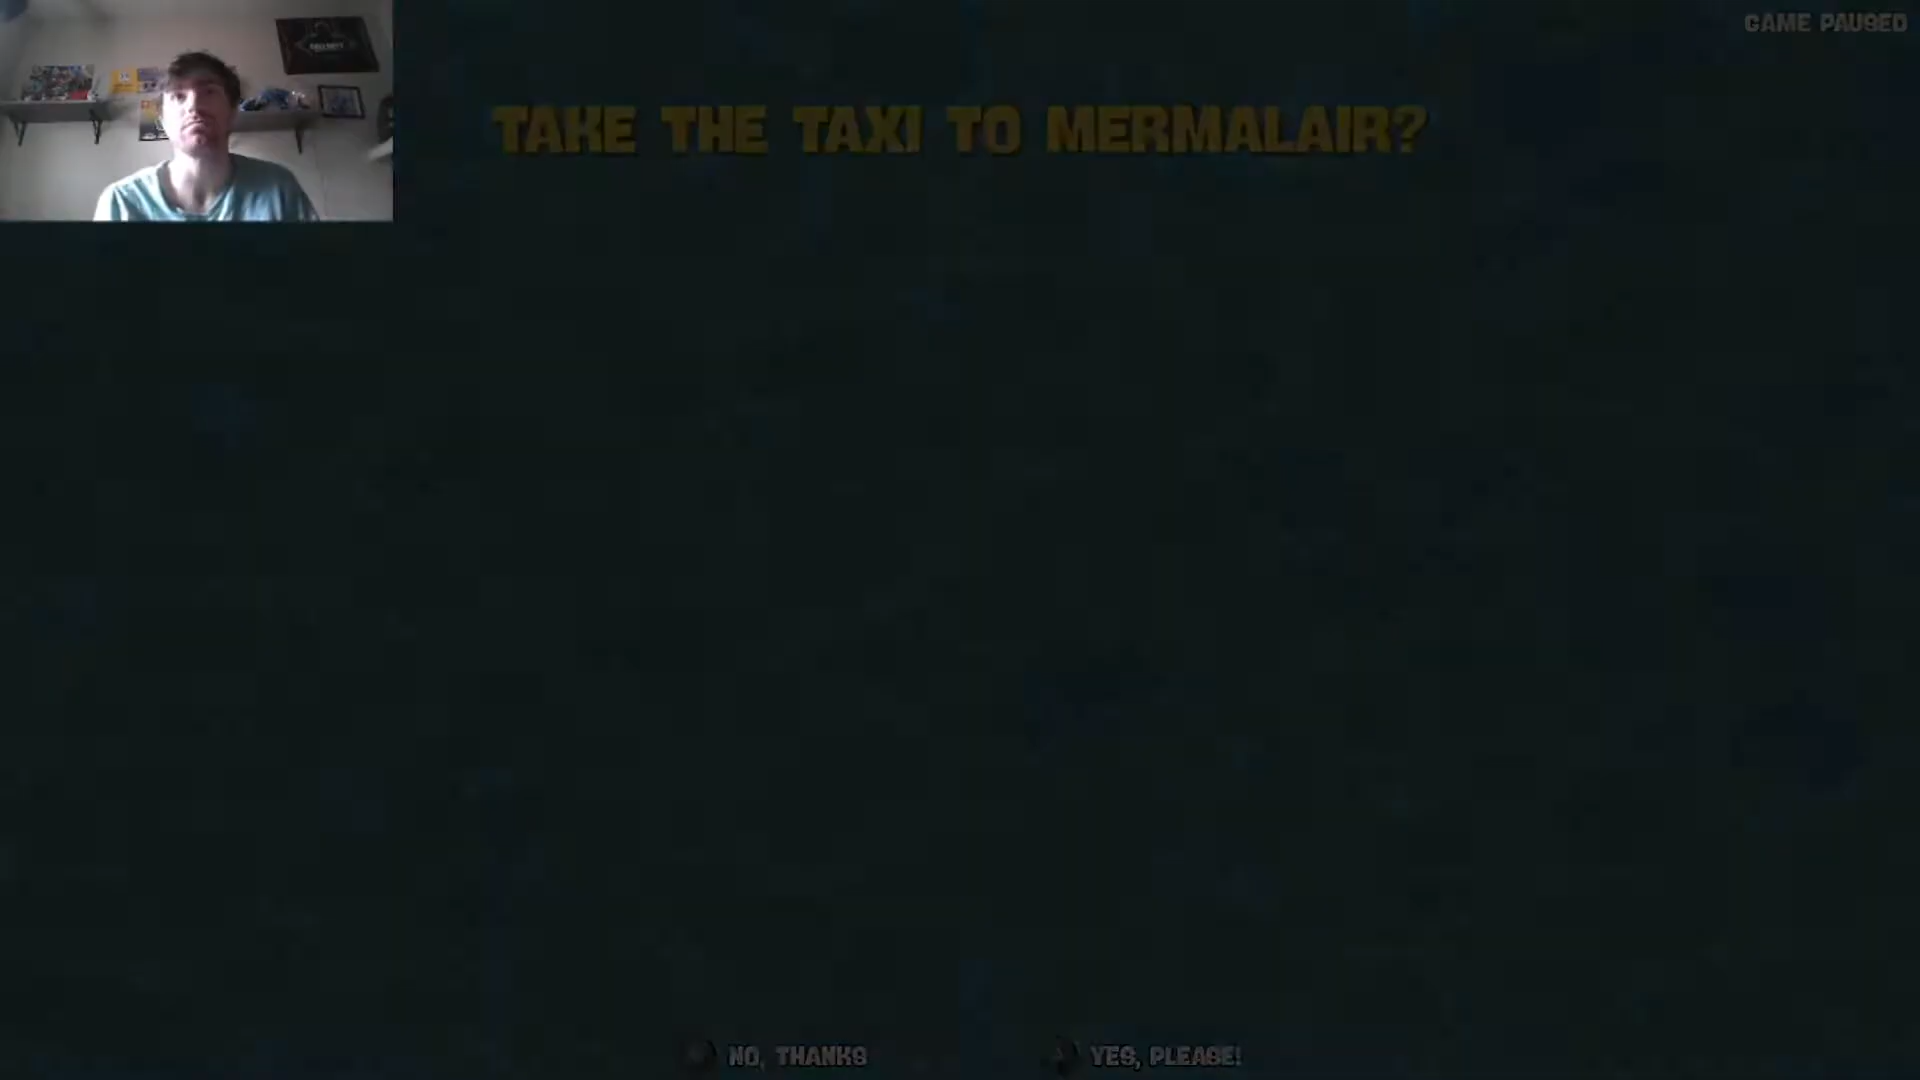 GAME PAUSED
TAKE THE TAXI TO MERMALAIR?
NO, THANKS
YES, PLEASE!